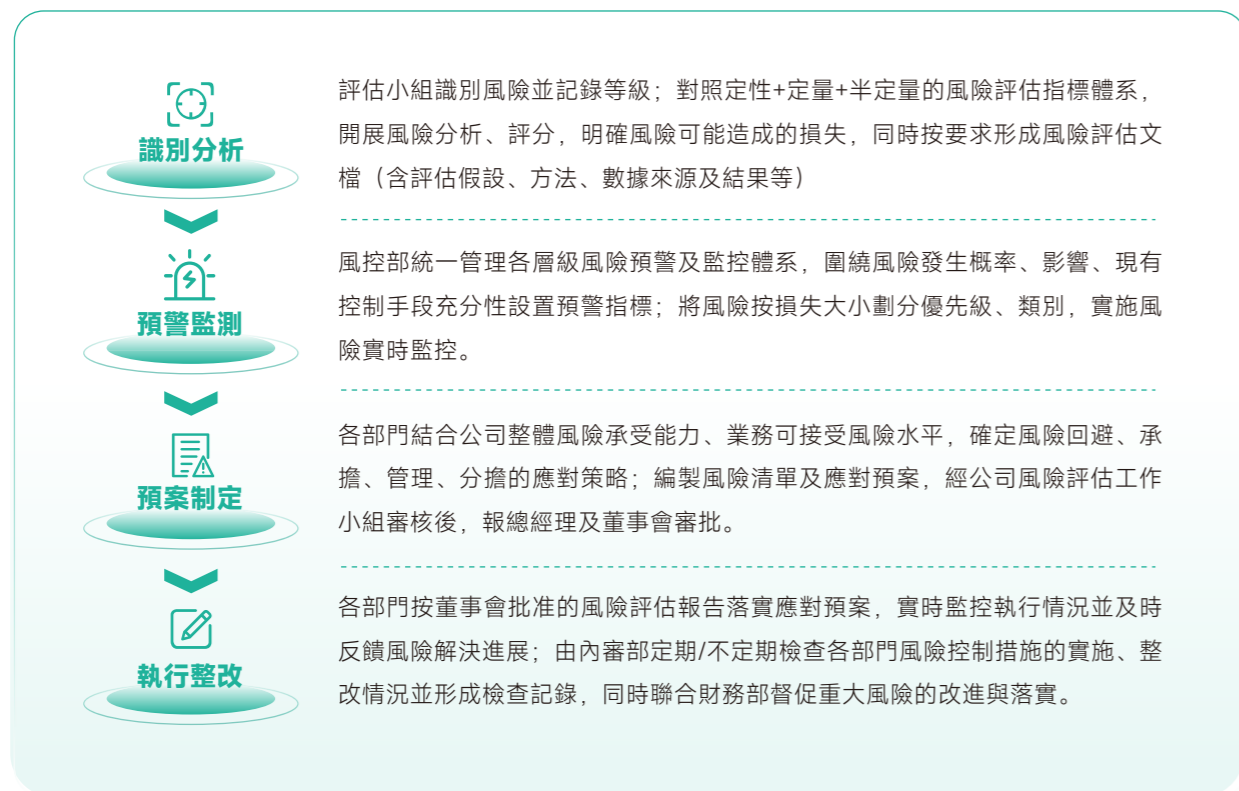 識別分析
評估小組識別風險並記錄等級；對照定性+定量+半定量的風險評估指標體系，
開展風險分析、評分，明確風險可能造成的損失，同時按要求形成風險評估文
檔（含評估假設、方法、數據來源及結果等）
預警監測
風控部統一管理各層級風險預警及監控體系，圍繞風險發生概率、影響、現有
控制手段充分性設置預警指標；將風險按損失大小劃分優先級、類別，實施風
險實時監控。
預案制定
各部門結合公司整體風險承受能力、業務可接受風險水平，確定風險回避、承
擔、管理、分擔的應對策略；編製風險清單及應對預案，經公司風險評估工作
小組審核後，報總經理及董事會審批。
執行整改
各部門按董事會批准的風險評估報告落實應對預案，實時監控執行情況並及時
反饋風險解決進展；由內審部定期/不定期檢查各部門風險控制措施的實施、整
改情況並形成檢查記錄，同時聯合財務部督促重大風險的改進與落實。